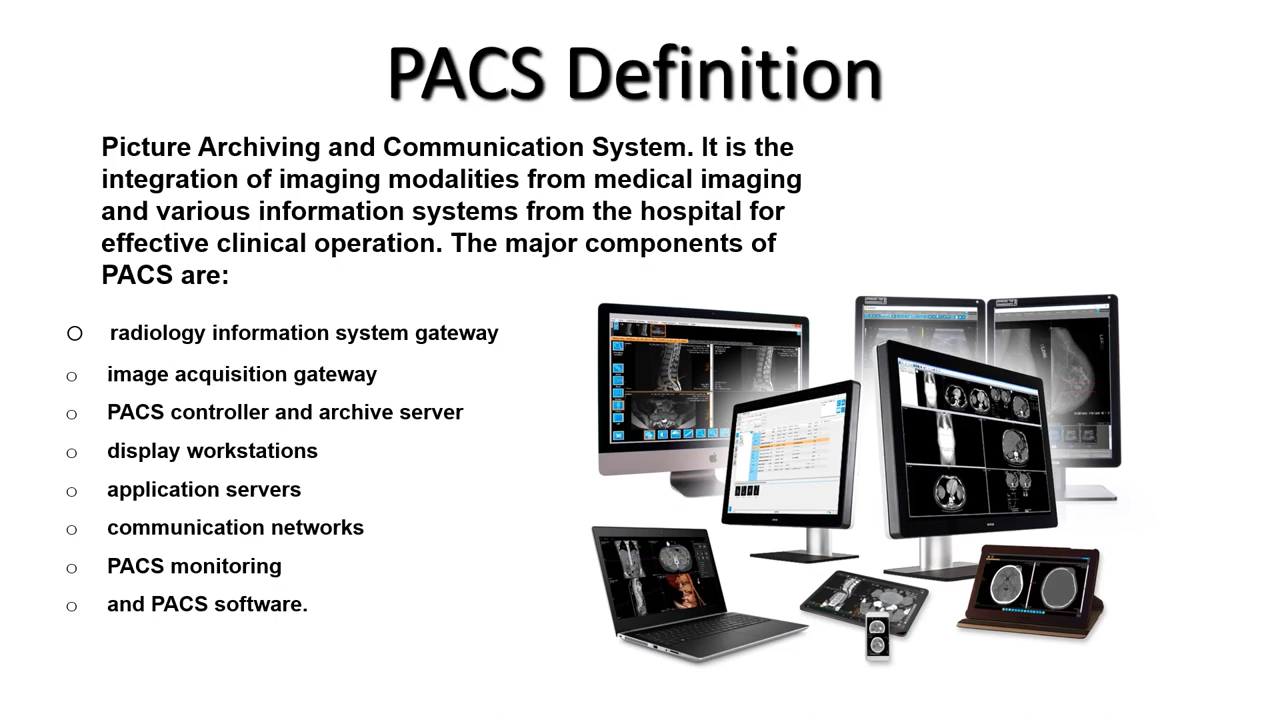 PACS Definition
Picture Archiving and Communication System. It is the
integration of imaging modalities from medical imaging
and various information systems from the hospital for
effective clinical operation. The major components of
PACS are:
o radiology information system gateway
o image acquisition gateway
o PACS controller and archive server
o display workstations
o application servers
o communication networks
o PACS monitoring
o and PACS software.